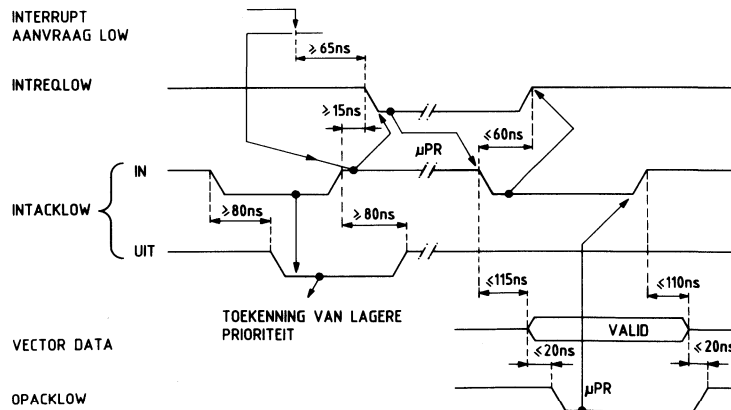 INTERRUPT
AANVRAAG LOW
≥ 65ns
INTREQLOW
≥15ns
µPR
≤60ns
IN
INTACKLOW
≥80ns
≥80ns
UIT
≤115ns
≤110ns
TOEKENNING VAN LAGERE
PRIORITEIT
VECTOR DATA
VALID
≤20ns
≤20ns
µPR
OPACKLOW